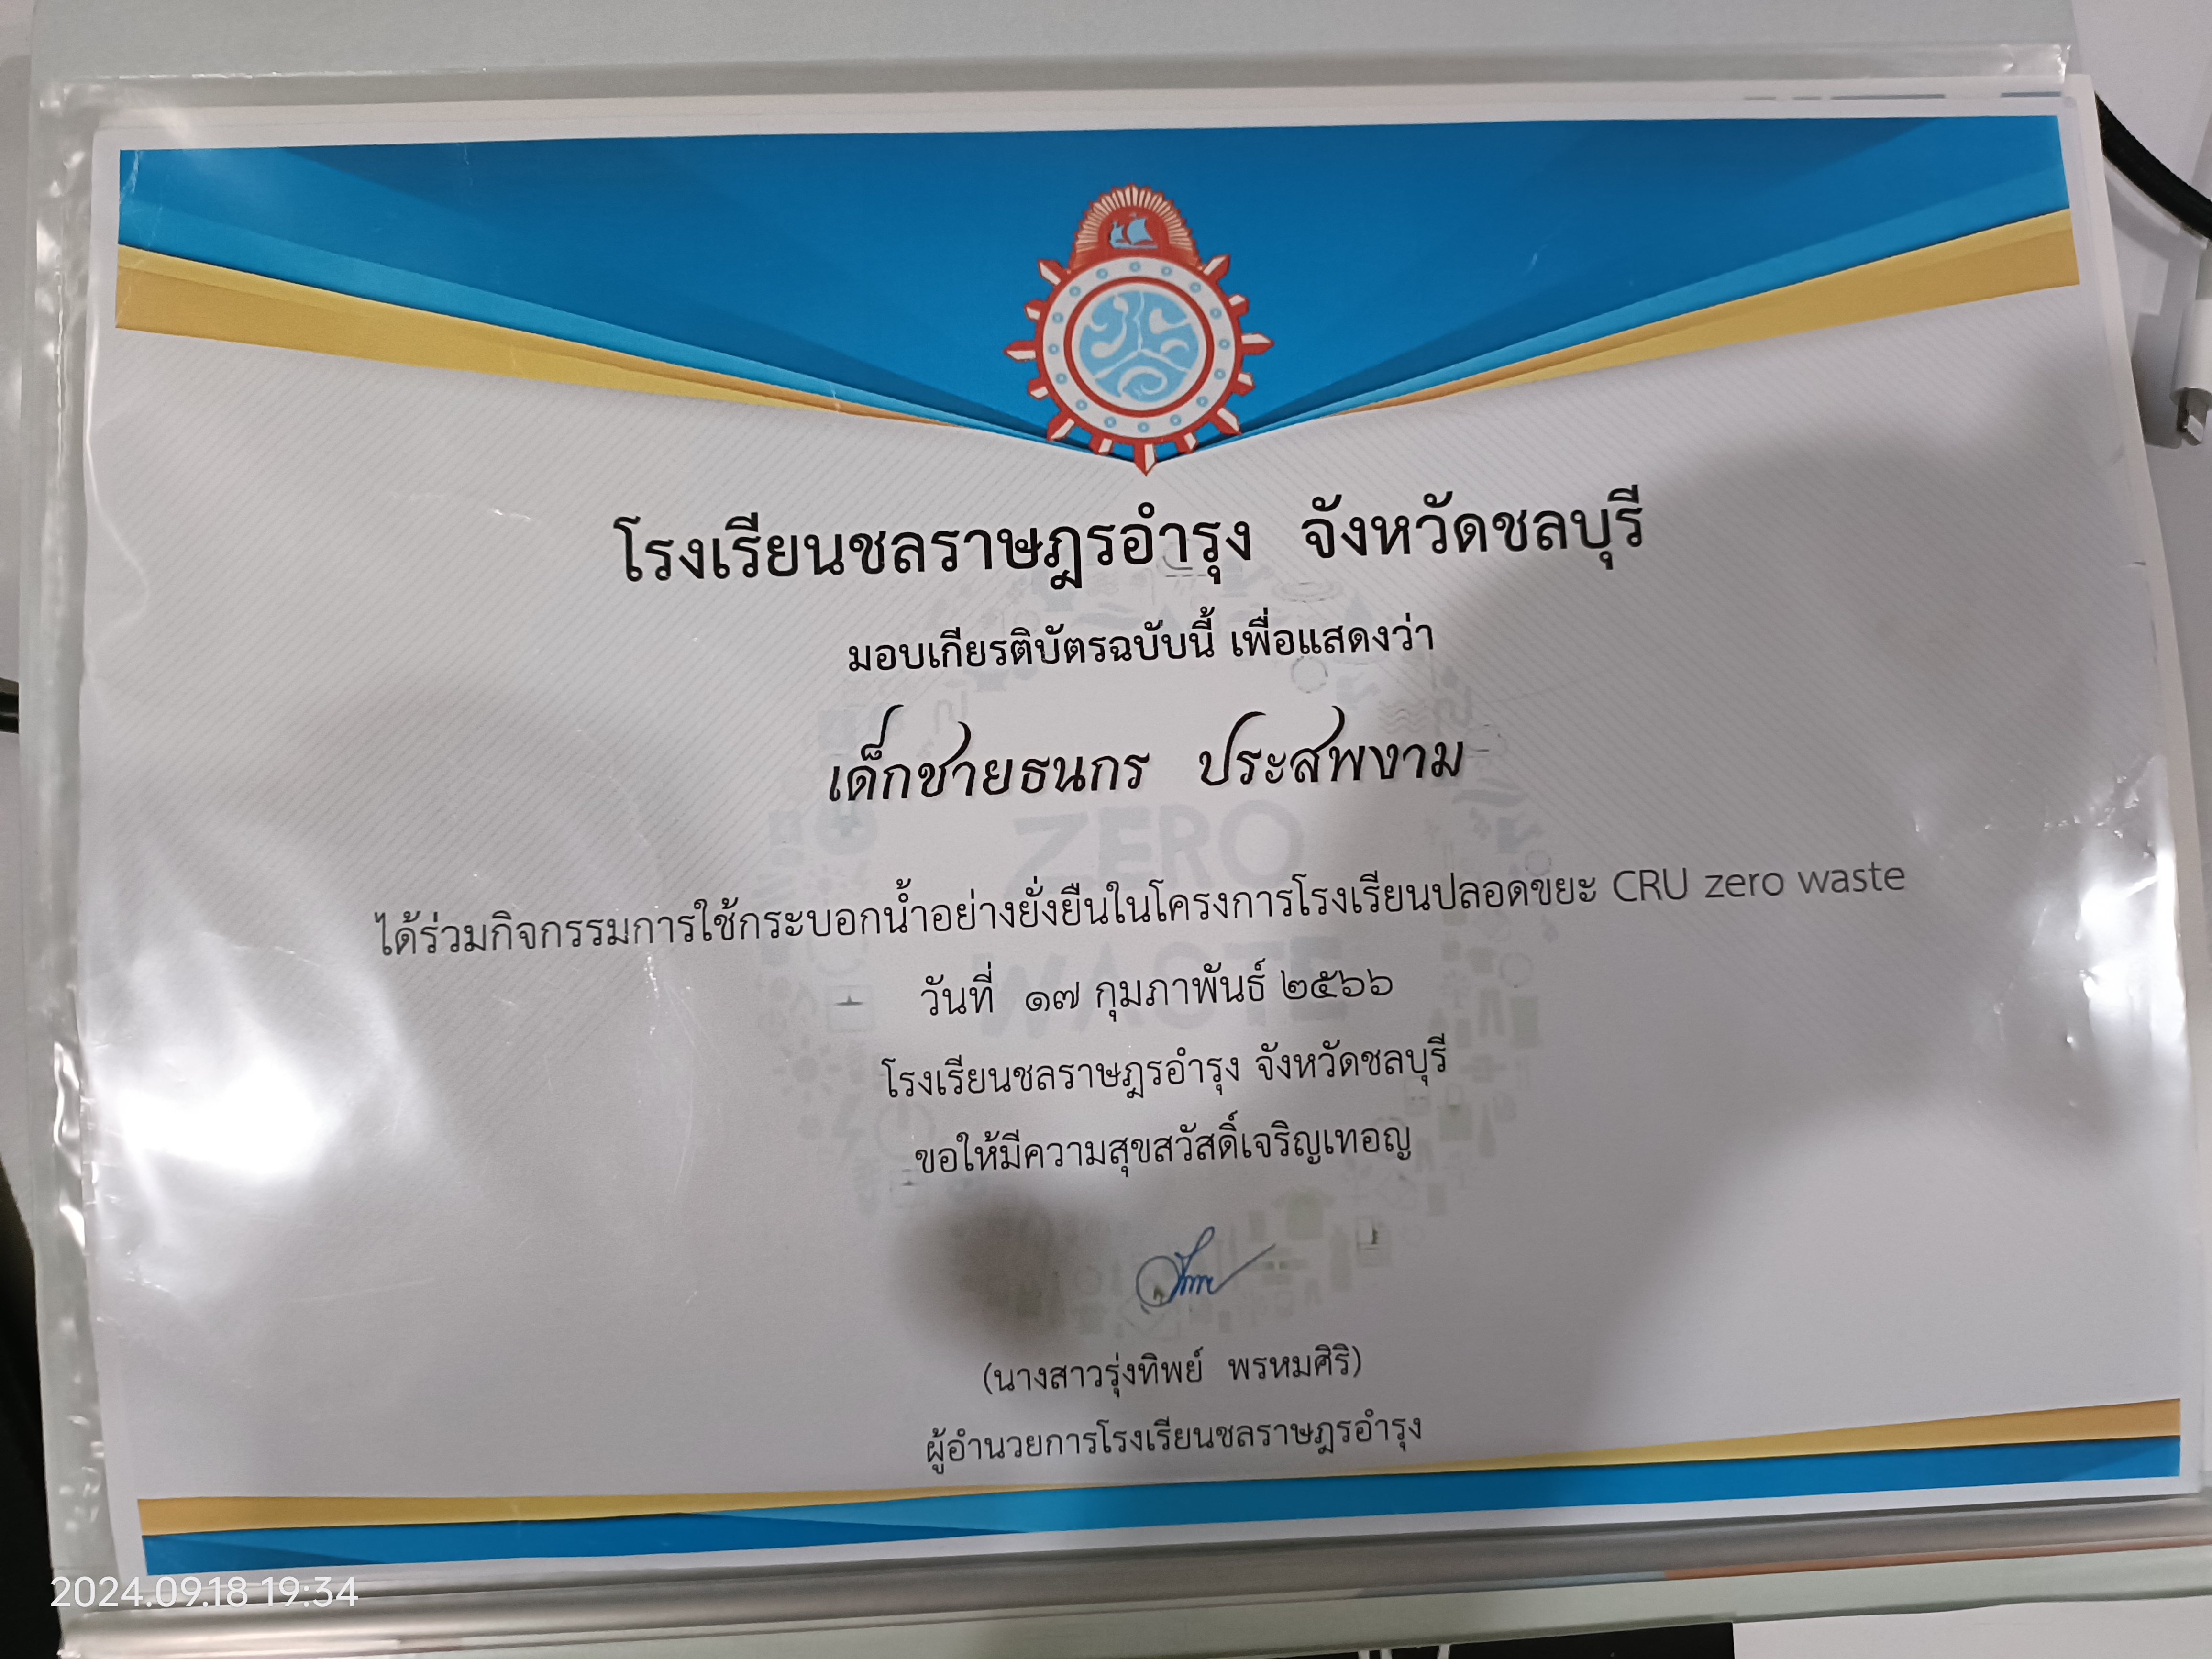 โรงเรียนชลราษฎรอำรุง จังหวัดชลบุรี
มอบเกียรติบัตรฉบับนี้ เพื่อแสดงว่า
เด็กชายธนกร ประสพงาม
ZERO
ได้ร่วมกิจกรรมการใช้กระบอกน้ำอย่างยั่งยืนในโครงการโรงเรียนปลอดขยะ CRU zero waste
WASTE
วันที่ ๑๗ กุมภาพันธ์ ๒๕๖๖
โรงเรียนชลราษฎรอำรุง จังหวัดชลบุรี
ขอให้มีความสุขสวัสดิ์เจริญเทอญ
(นางสาวรุ่งทิพย์ พรหมศิริ)
ผู้อำนวยการโรงเรียนชลราษฎรอำรุง
2024.09.18 19:34